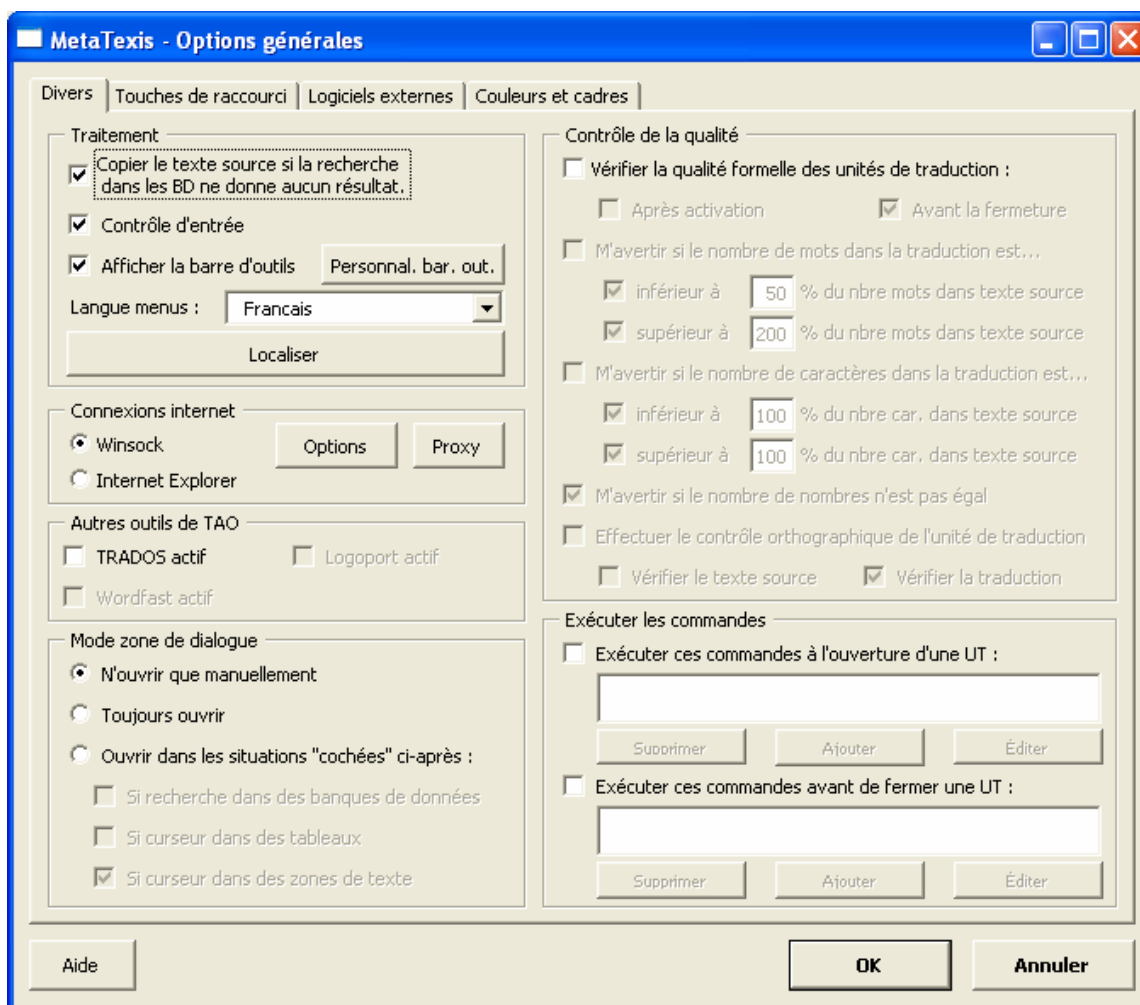 MetaTexis - Options générales
Divers
Touches de raccourci
Logiciels externes
Couleurs et cadres
Traitement
Copier le texte source si la recherche
dans les BD ne donne aucun résultat.
Contrôle d'entrée
Afficher la barre d'outils
Personnal. bar. out.
Langue menus :
Francais
Localiser
Connexions internet
Winsock
Options
Proxy
Internet Explorer
Autres outils de TAO
TRADOS actif
Logoport actif
Wordfast actif
Mode zone de dialogue
N'ouvrir que manuellement
Toujours ouvrir
Ouvrir dans les situations "cochées" ci-après :
Si recherche dans des banques de données
Si curseur dans des tableaux
Si curseur dans des zones de texte
Contrôle de la qualité
Vérifier la qualité formelle des unités de traduction :
Après activation
Avant la fermeture
M'avertir si le nombre de mots dans la traduction est...
inférieur à 50 % du nbre mots dans texte source
supérieur à 200 % du nbre mots dans texte source
M'avertir si le nombre de caractères dans la traduction est...
inférieur à 100 % du nbre car. dans texte source
supérieur à 100 % du nbre car. dans texte source
M'avertir si le nombre de nombres n'est pas égal
Effectuer le contrôle orthographique de l'unité de traduction
Vérifier le texte source
Vérifier la traduction
Exécuter les commandes
Exécuter ces commandes à l'ouverture d'une UT :
Supprimer
Ajouter
Éditer
Exécuter ces commandes avant de fermer une UT :
Supprimer
Ajouter
Éditer
Aide
OK
Annuler